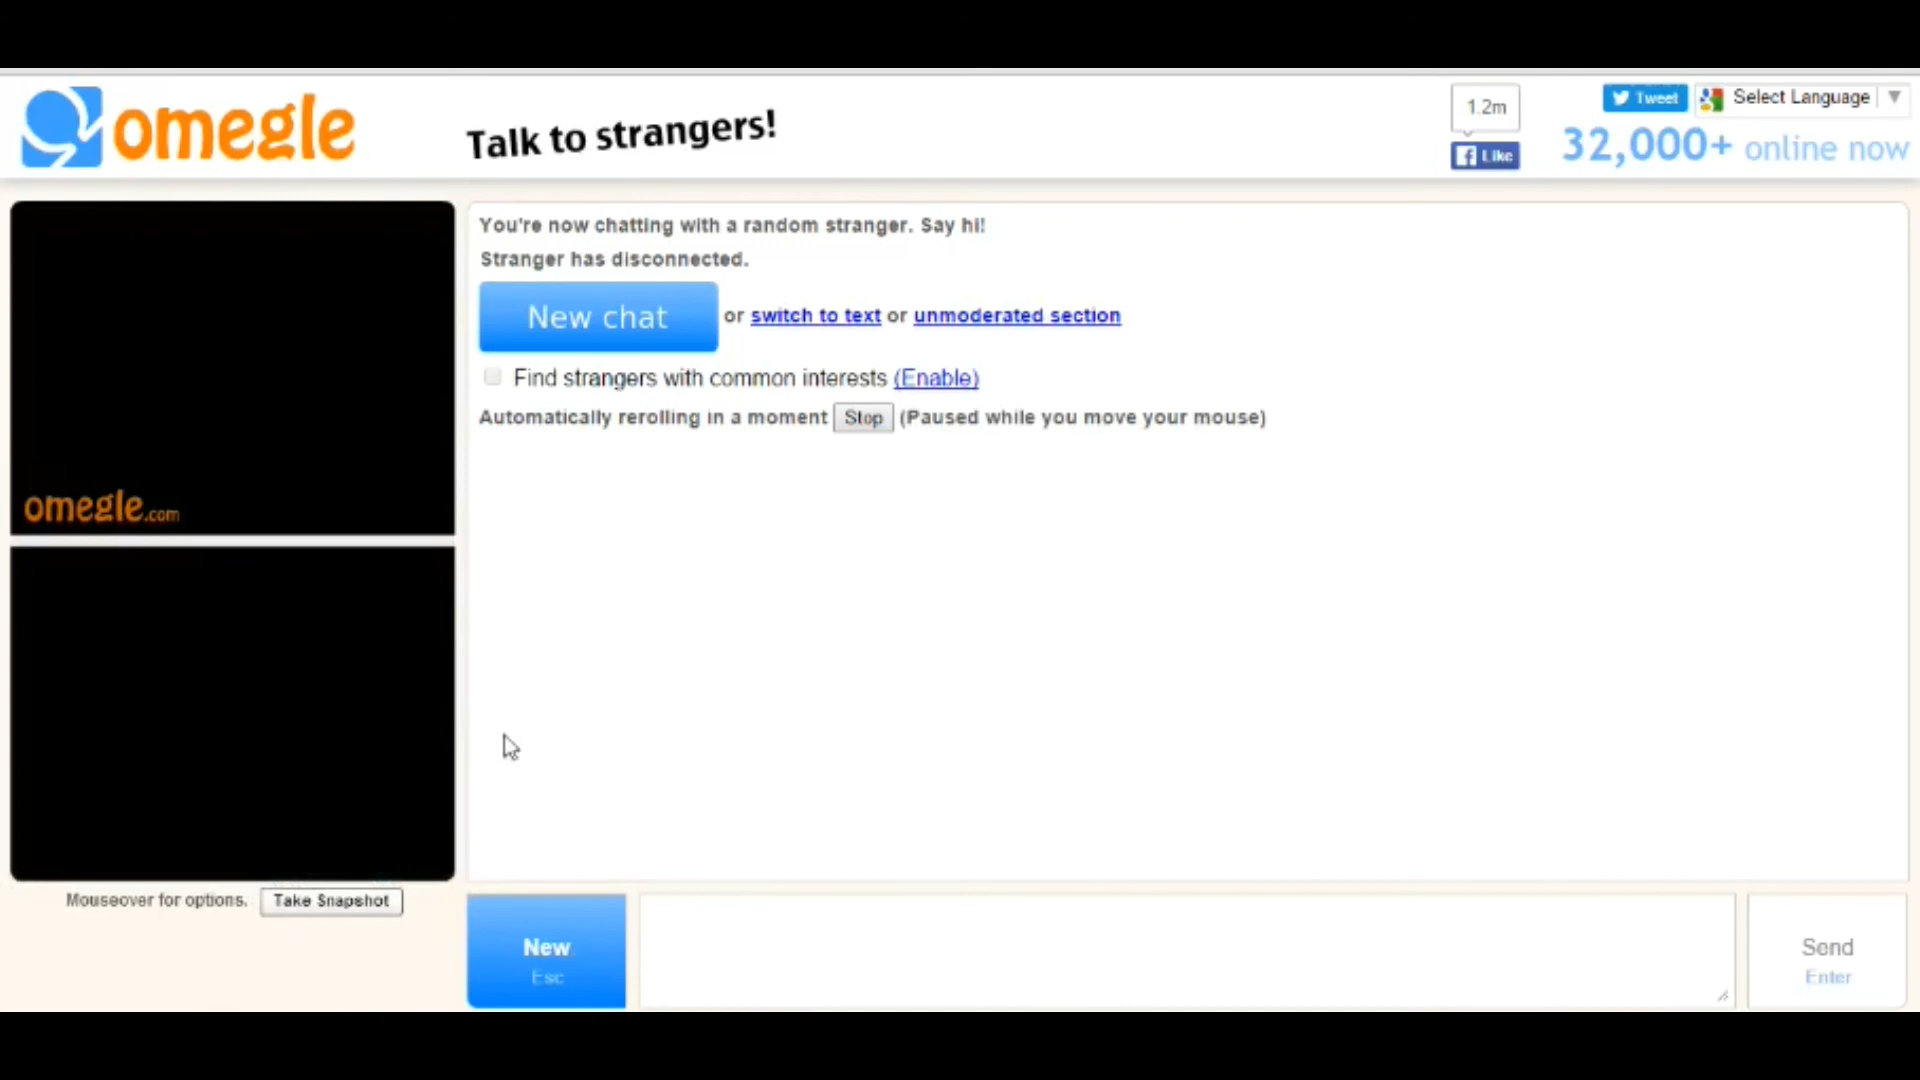 omegle Talk to strangers!
1.2m
Like
Tweet
Select Language
32,000+ online now
omegle.com
You're now chatting with a random stranger. Say hi!
Stranger has disconnected.
New chat or switch to text or unmoderated section
Find strangers with common interests (Enable)
Automatically rerolling in a moment Stop (Paused while you move your mouse)
Mouseover for options. Take Snapshot
New
Esc
Send
Enter